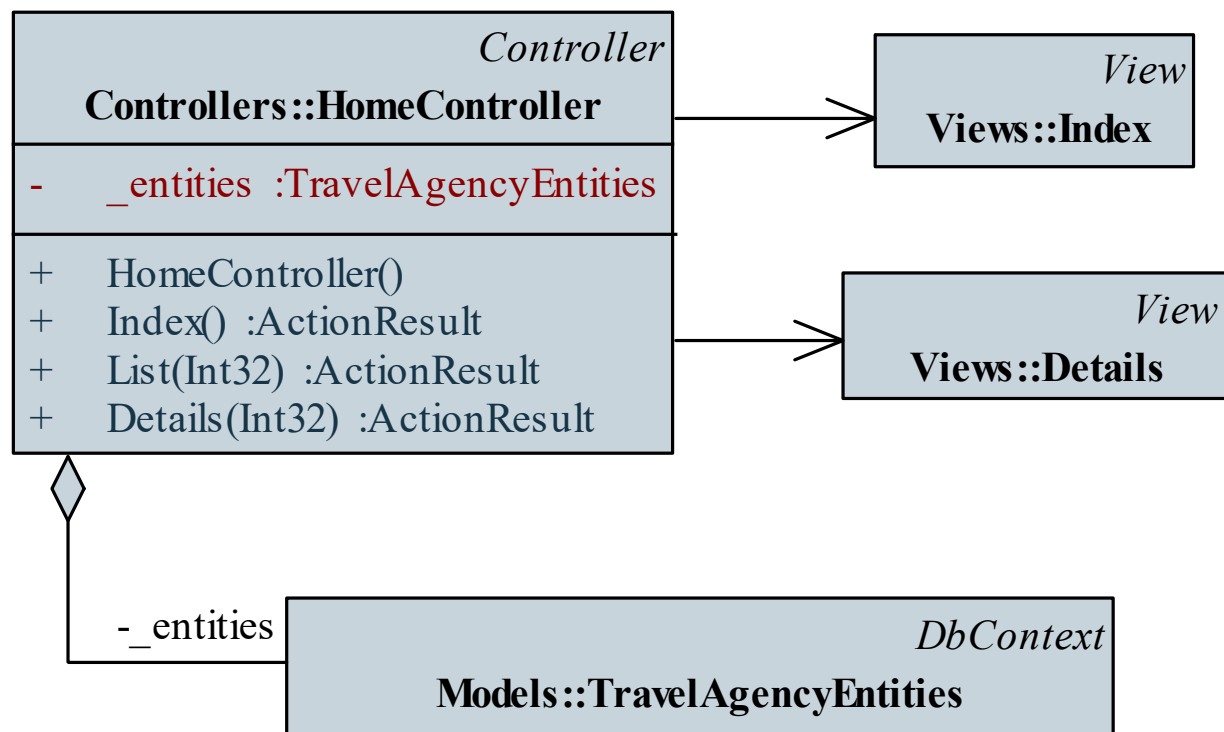 Controller
Controllers::HomeController
- _entities :TravelAgencyEntities
+ HomeController()
+ Index() :ActionResult
+ List(Int32) :ActionResult
+ Details(Int32) :ActionResult
View
Views::Index
View
Views::Details
-_entities
DbContext
Models::TravelAgencyEntities